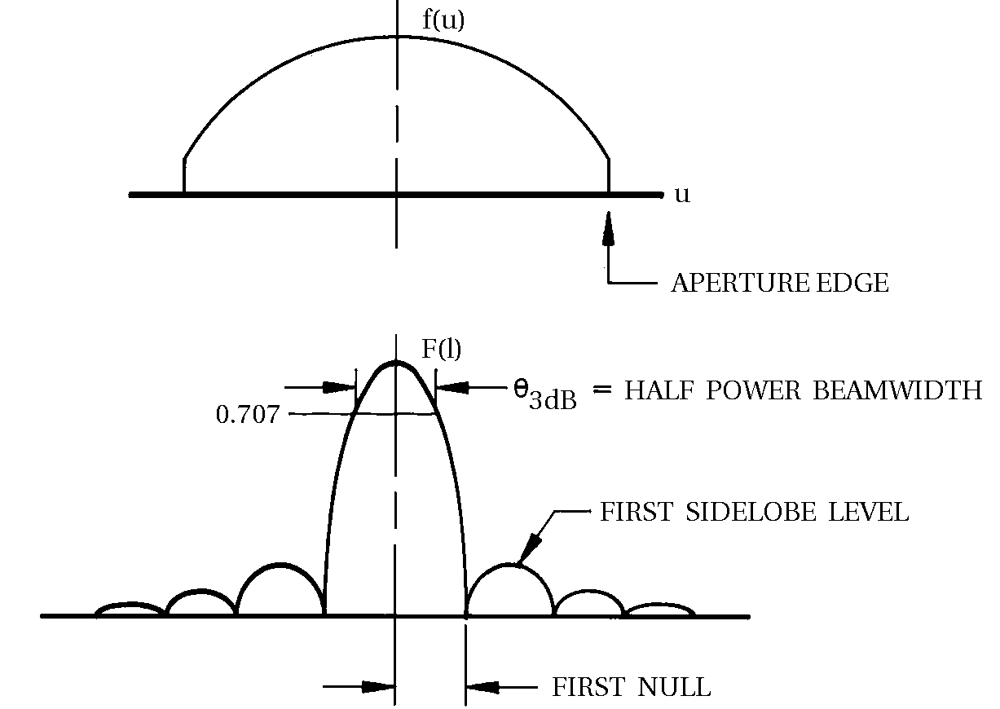 f(u)
u
APERTURE EDGE
F(l)
θ3dB = HALF POWER BEAMWIDTH
0.707
FIRST SIDELOBE LEVEL
FIRST NULL